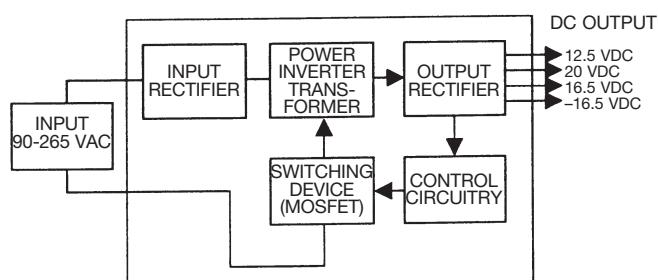 DC OUTPUT
INPUT
RECTIFIER
POWER
INVERTER
TRANS-
FORMER
OUTPUT
RECTIFIER
12.5 VDC
20 VDC
16.5 VDC
–16.5 VDC
INPUT
90-265 VAC
SWITCHING
DEVICE
(MOSFET)
CONTROL
CIRCUITRY